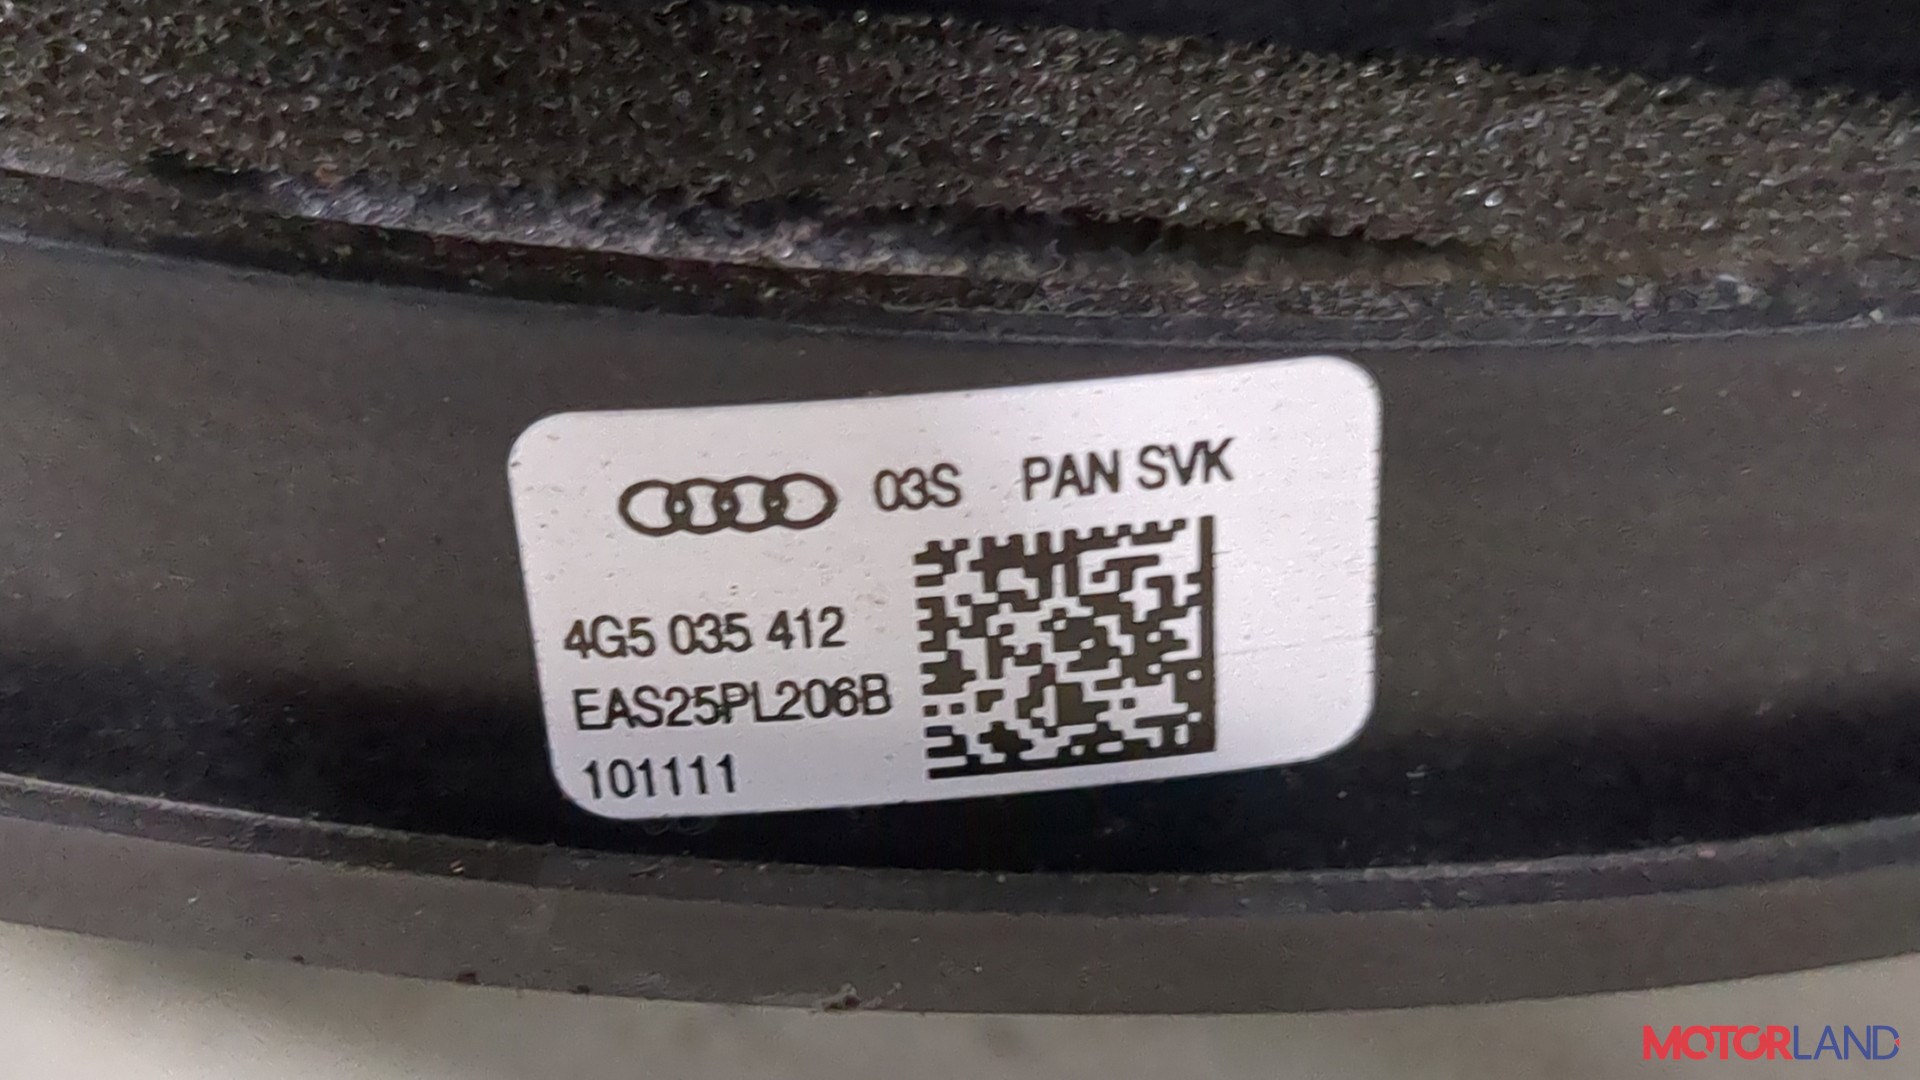 03S PAN SVK
4G5 035 412
EAS25PL206B
101111
MOTORLAND